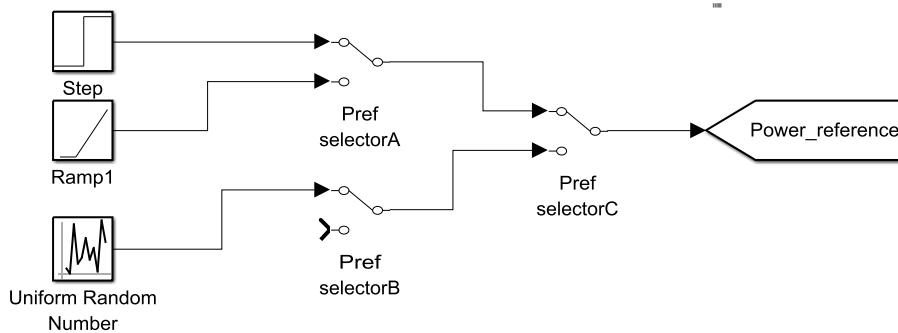 Step
Pref
selectorA
Ramp1
Power_reference
Pref
selectorC
Pref
selectorB
Uniform Random
Number